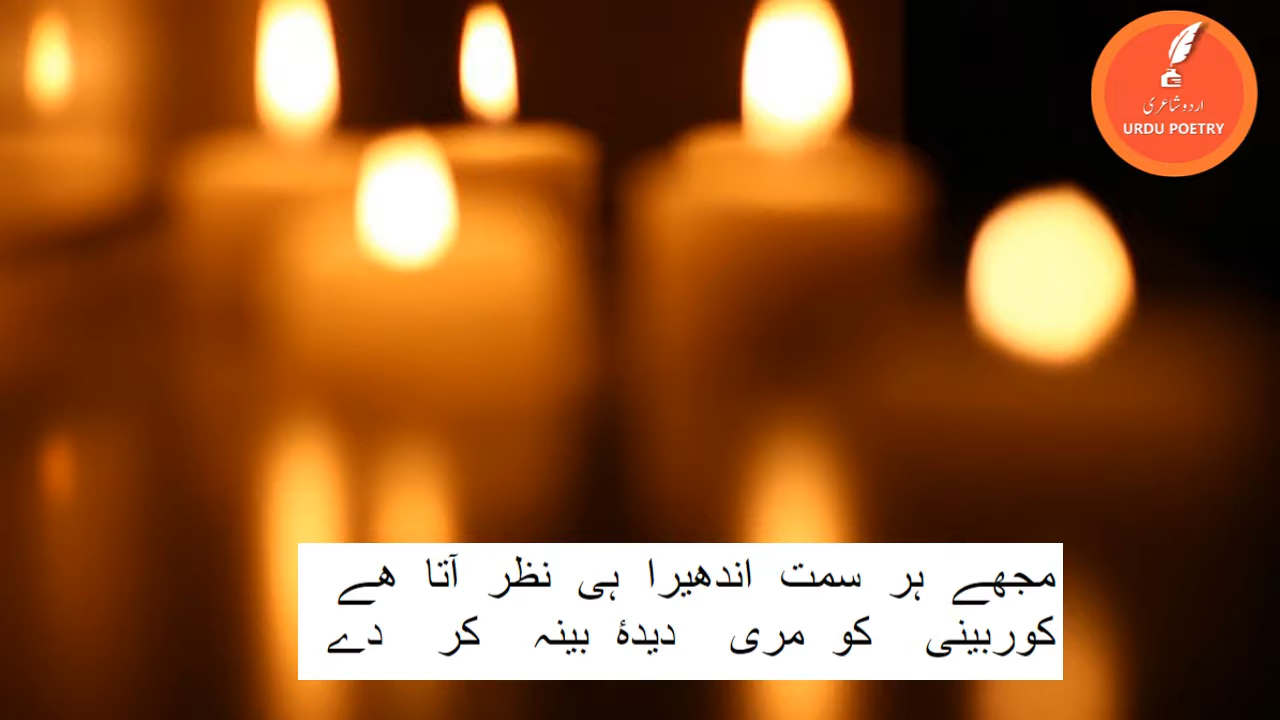 اردو شاعری
URDU POETRY
مجھے ہر سمت اندھیرا ہی نظر آتا ھے
کوربینی کو مری دیدۂ بینہ کر دے